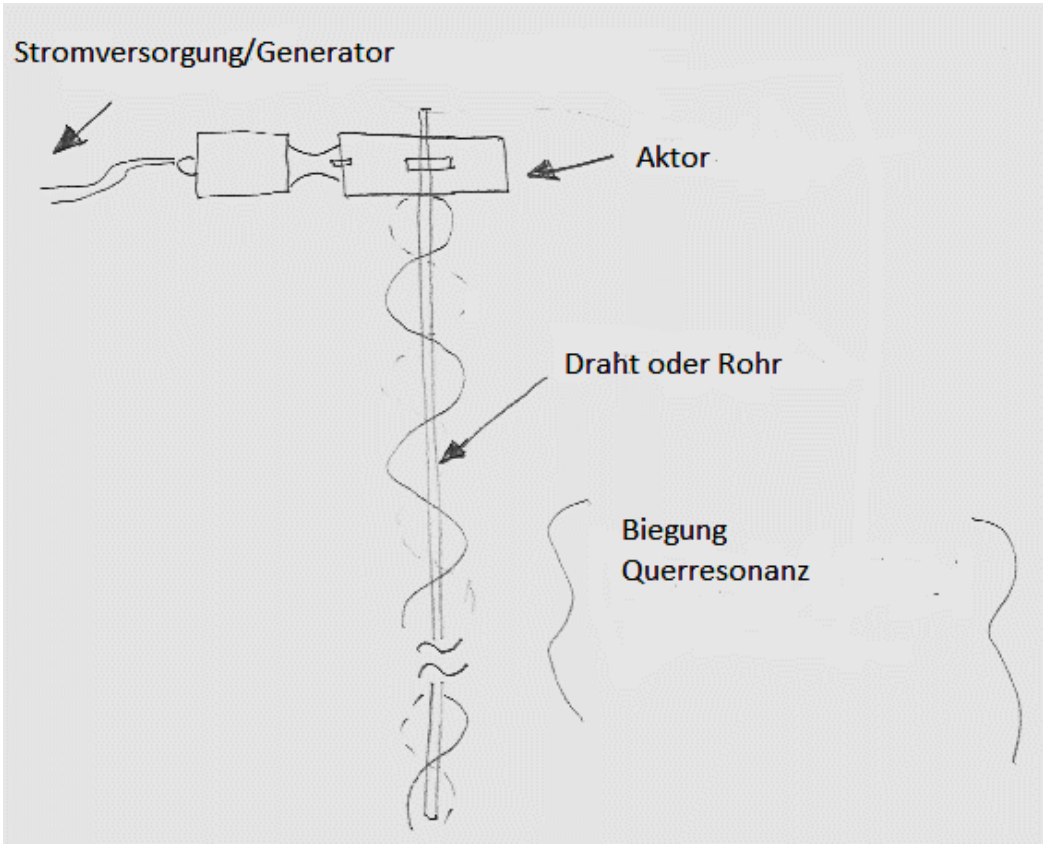 Stromversorgung/Generator
Aktor
Draht oder Rohr
Biegung
Querresonanz